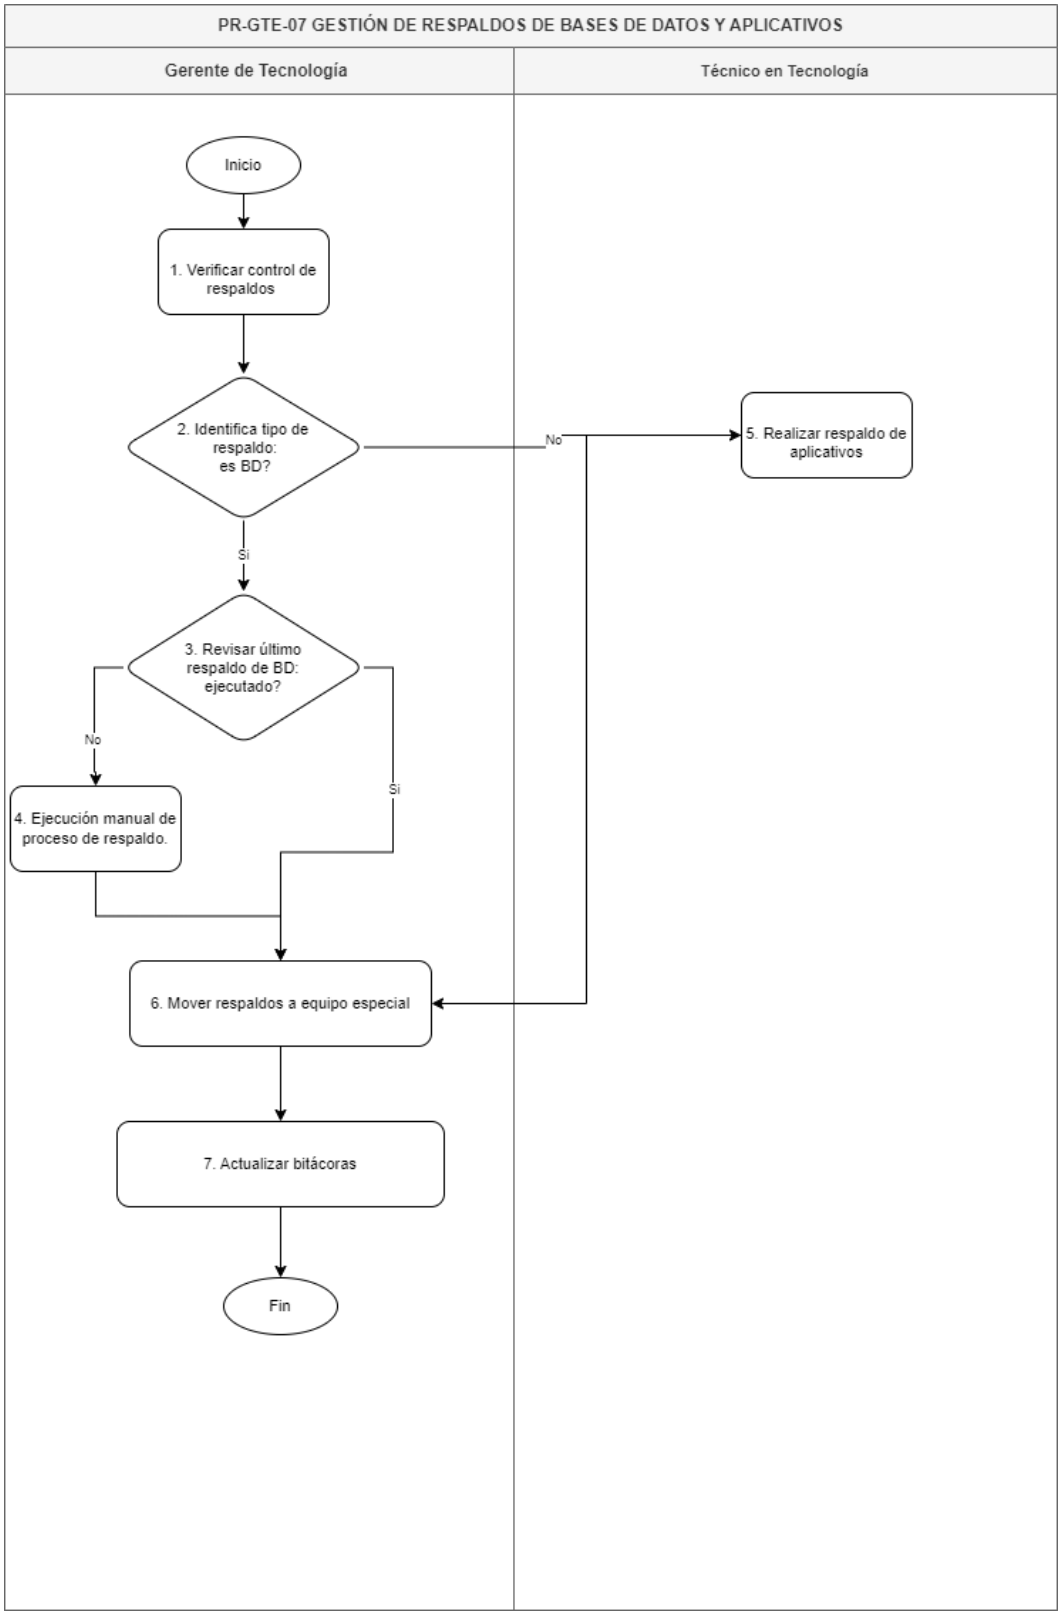 PR-GTE-07 GESTIÓN DE RESPALDOS DE BASES DE DATOS Y APLICATIVOS
Gerente de Tecnología
Técnico en Tecnología
Inicio
1. Verificar control de
respaldos
2. Identifica tipo de
respaldo:
es BD?
No
5. Realizar respaldo de
aplicativos
Si
3. Revisar último
respaldo de BD:
ejecutado?
No
Si
4. Ejecución manual de
proceso de respaldo.
6. Mover respaldos a equipo especial
7. Actualizar bitácoras
Fin